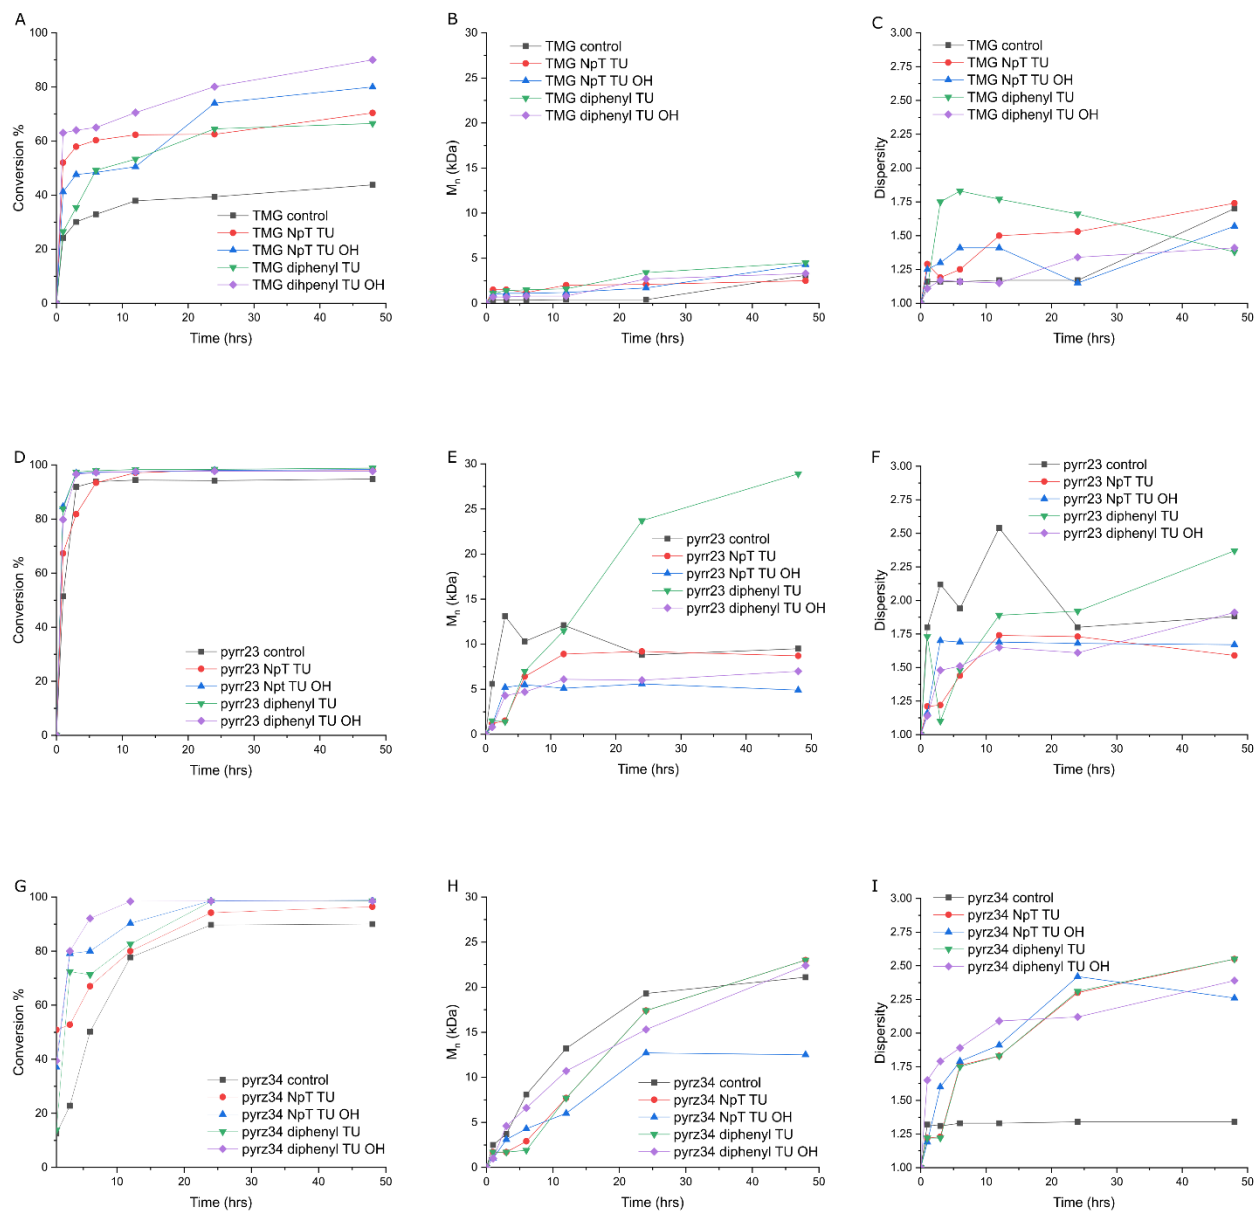 A
100
80
60
40
20
0
Conversion %
TMG control
TMG NpT TU
TMG NpT TU OH
TMG diphenyl TU
TMG dihpenyl TU OH
0 10 20 30 40 50
Time (hrs)
B
30
25
20
15
10
5
0
Mn (kDa)
TMG control
TMG NpT TU
TMG NpT TU OH
TMG diphenyl TU
TMG diphenyl TU OH
0 10 20 30 40 50
Time (hrs)
C
3.00
2.75
2.50
2.25
2.00
1.75
1.50
1.25
1.00
Dispersity
TMG control
TMG NpT TU
TMG NpT TU OH
TMG diphenyl TU
TMG diphenyl TU OH
0 20 40
Time (hrs)
D
100
80
60
40
20
0
Conversion %
pyrr23 control
pyrr23 NpT TU
pyrr23 Npt TU OH
pyrr23 diphenyl TU
pyrr23 diphenyl TU OH
0 10 20 30 40 50
Time (hrs)
E
30
25
20
15
10
5
0
Mn (kDa)
pyrr23 control
pyrr23 NpT TU
pyrr23 NpT TU OH
pyrr23 diphenyl TU
pyrr23 diphenyl TU OH
0 10 20 30 40 50
Time (hrs)
F
3.00
2.75
2.50
2.25
2.00
1.75
1.50
1.25
1.00
Dispersity
pyrr23 control
pyrr23 NpT TU
pyrr23 NpT TU OH
pyrr23 diphenyl TU
pyrr23 diphenyl TU OH
0 10 20 30 40 50
Time (hrs)
G
100
80
60
40
20
0
Conversion %
pyrz34 control
pyrz34 NpT TU
pyrz34 NpT TU OH
pyrz34 diphenyl TU
pyrz34 diphenyl TU OH
0 10 20 30 40 50
Time (hrs)
H
30
25
20
15
10
5
0
Mn (kDa)
pyrz34 control
pyrz34 NpT TU
pyrz34 NpT TU OH
pyrz34 diphenyl TU
pyrz34 diphenyl TU OH
0 10 20 30 40 50
Time (hrs)
I
3.00
2.75
2.50
2.25
2.00
1.75
1.50
1.25
1.00
Dispersity
pyrz34 control
pyrz34 NpT TU
pyrz34 NpT TU OH
pyrz34 diphenyl TU
pyrz34 diphenyl TU OH
0 10 20 30 40 50
Time (hrs)